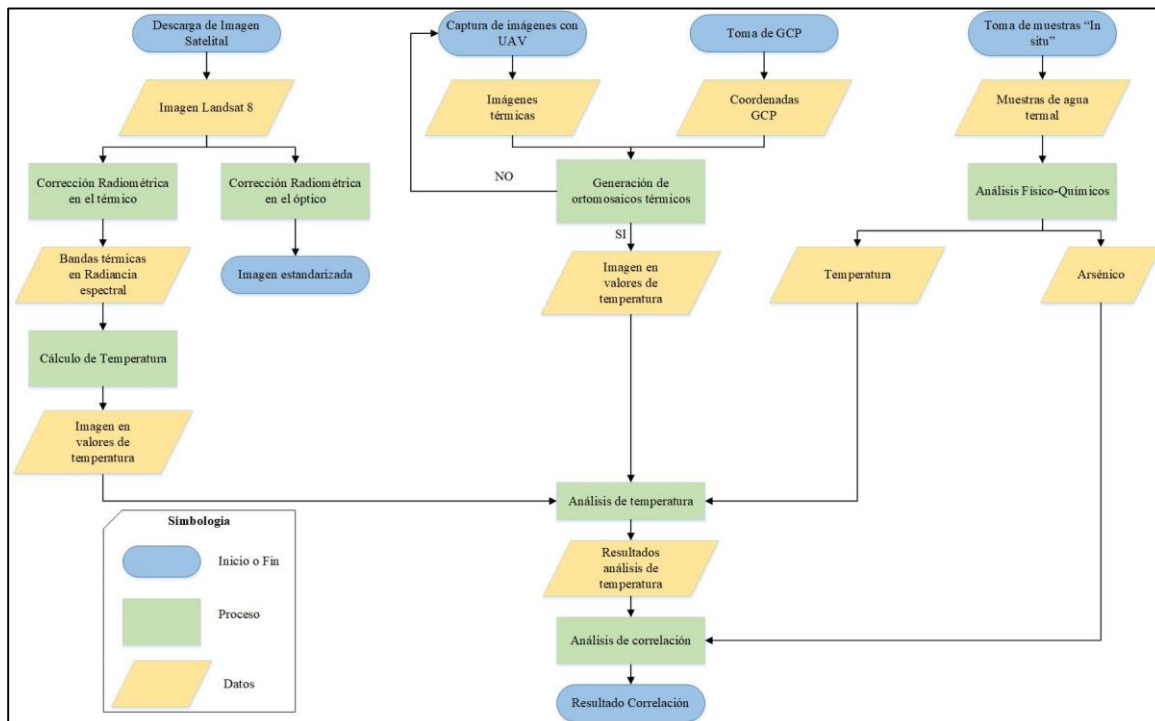 Descarga de Imagen
Satelital
Captura de imágenes con
UAV
Toma de GCP
Toma de muestras “In
situ”
Imagen Landsat 8
Imágenes
térmicas
Coordenadas
GCP
Muestras de agua
termal
Corrección Radiométrica
en el térmico
Corrección Radiométrica
en el óptico
NO
Generación de
ortomosaicos térmicos
Análisis Físico-Químicos
SI
Bandas térmicas
en Radiancia
espectral
Imagen estandarizada
Imagen en
valores de
temperatura
Temperatura
Arsénico
Cálculo de Temperatura
Imagen en
valores de
temperatura
Análisis de temperatura
Simbología
Inicio o Fin
Proceso
Datos
Resultados
análisis de
temperatura
Análisis de correlación
Resultado Correlación